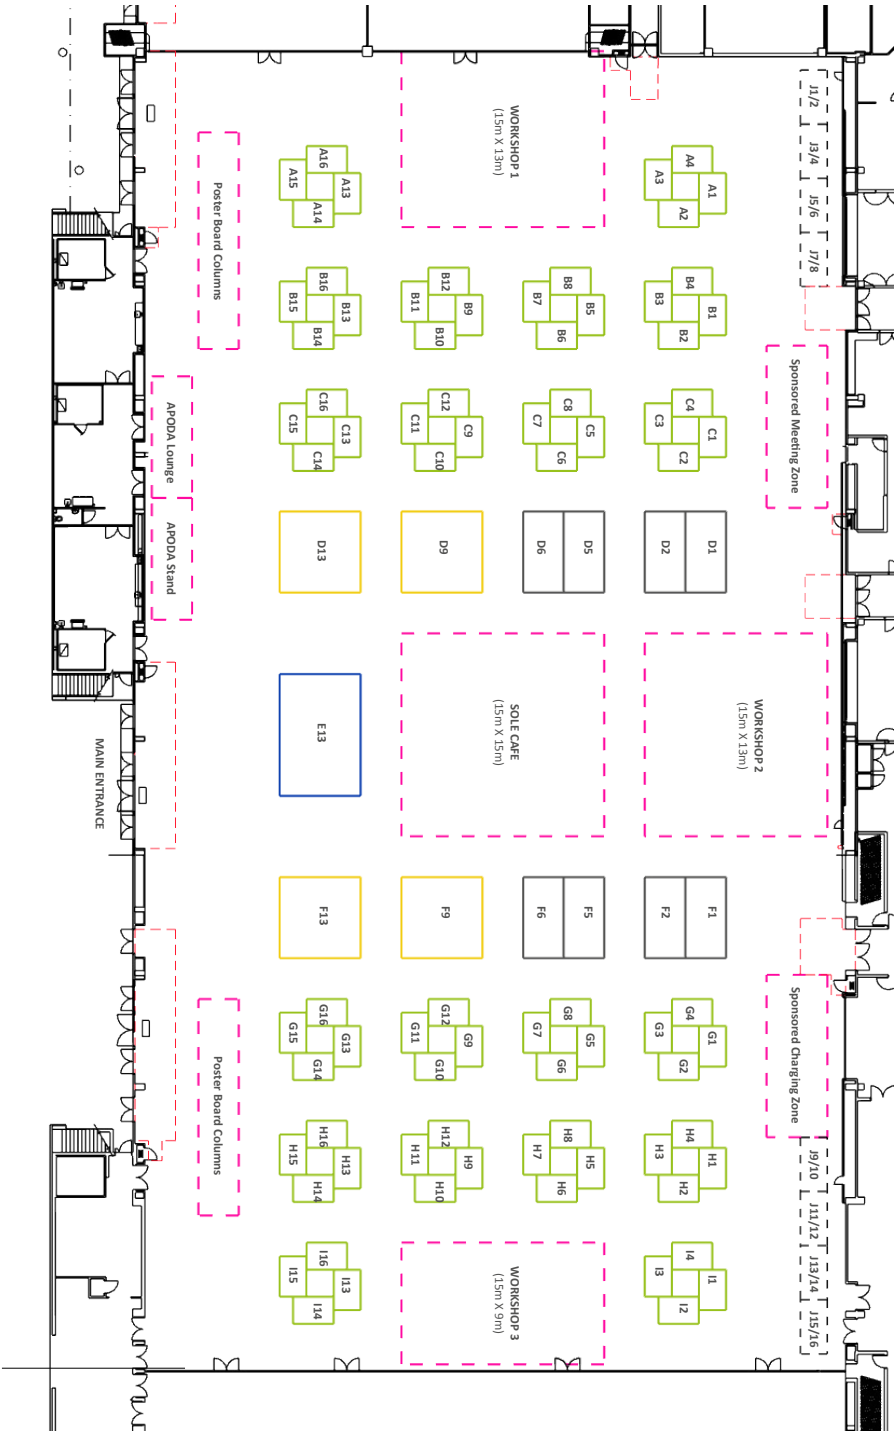 J1/2
J3/4
J5/6
J7/8
WORKSHOP 1
(15m X 13m)
A1
A2
A3
A4
A13
A14
A15
A16
Poster Board Columns
B1
B2
B3
B4
B5
B6
B7
B8
B9
B10
B11
B12
B13
B14
B15
B16
Sponsored Meeting Zone
C1
C2
C3
C4
C5
C6
C7
C8
C9
C10
C11
C12
C13
C14
C15
C16
APODA Lounge
APODA Stand
D1
D2
D5
D6
D9
D13
WORKSHOP 2
(15m X 13m)
SOLE CAFE
(15m X 15m)
E13
MAIN ENTRANCE
F1
F2
F5
F6
F9
F13
Sponsored Charging Zone
G1
G2
G3
G4
G5
G6
G7
G8
G9
G10
G11
G12
G13
G14
G15
G16
Poster Board Columns
H1
H2
H3
H4
H5
H6
H7
H8
H9
H10
H11
H12
H13
H14
H15
H16
J9/10
J11/12
J13/14
J15/16
WORKSHOP 3
(15m X 9m)
I1
I2
I3
I4
I13
I14
I15
I16